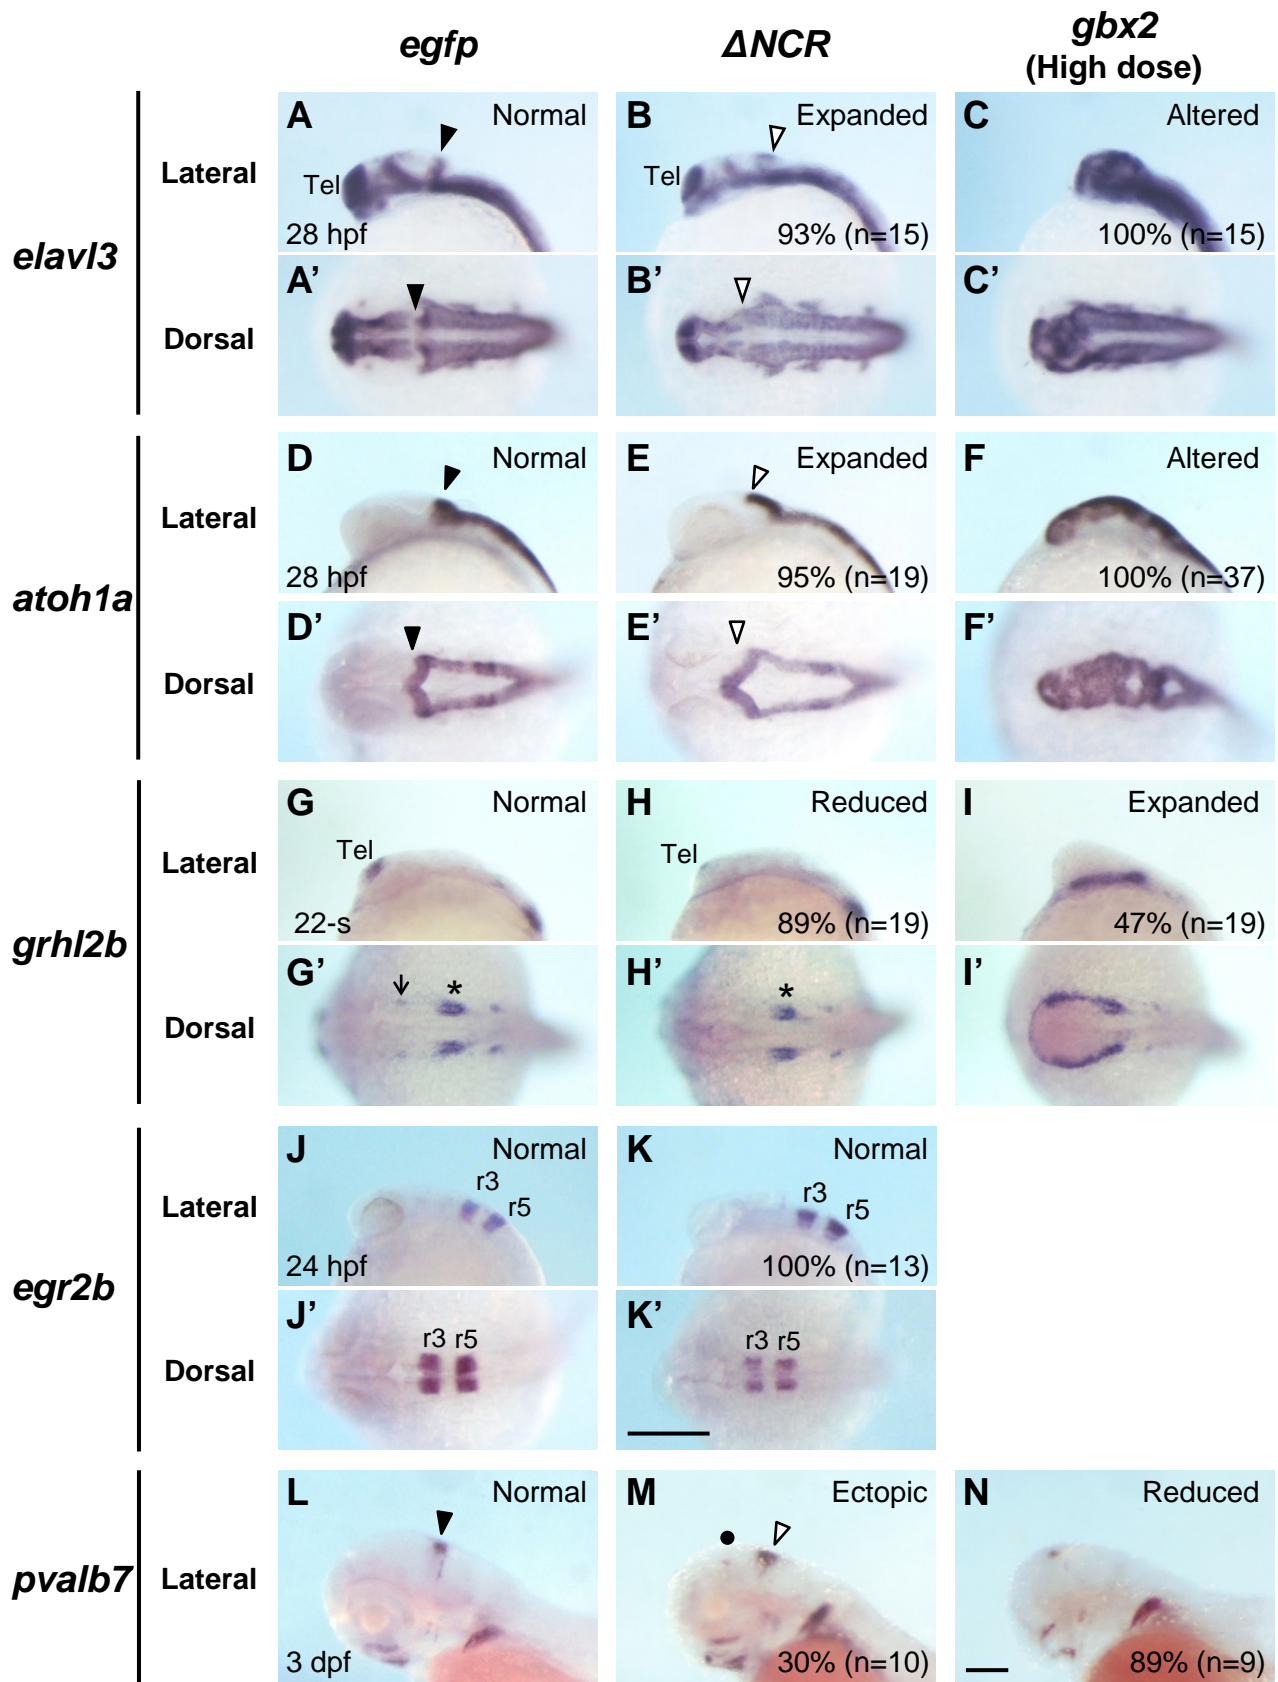 egfp
ΔNCR
gbx2
(High dose)
elavl3
Lateral
A
Normal
Tel
28 hpf
B
Expanded
Tel
93% (n=15)
C
Altered
100% (n=15)
Dorsal
A’
B’
C’
atoh1a
Lateral
D
Normal
28 hpf
E
Expanded
95% (n=19)
F
Altered
100% (n=37)
Dorsal
D’
E’
F’
grhl2b
Lateral
G
Normal
Tel
22-s
H
Reduced
Tel
89% (n=19)
I
Expanded
47% (n=19)
Dorsal
G’
*
H’
*
I’
egr2b
Lateral
J
Normal
r3
r5
24 hpf
K
Normal
r3
r5
100% (n=13)
Dorsal
J’
r3 r5
K’
r3 r5
pvalb7
Lateral
L
Normal
3 dpf
M
Ectopic
30% (n=10)
N
Reduced
89% (n=9)